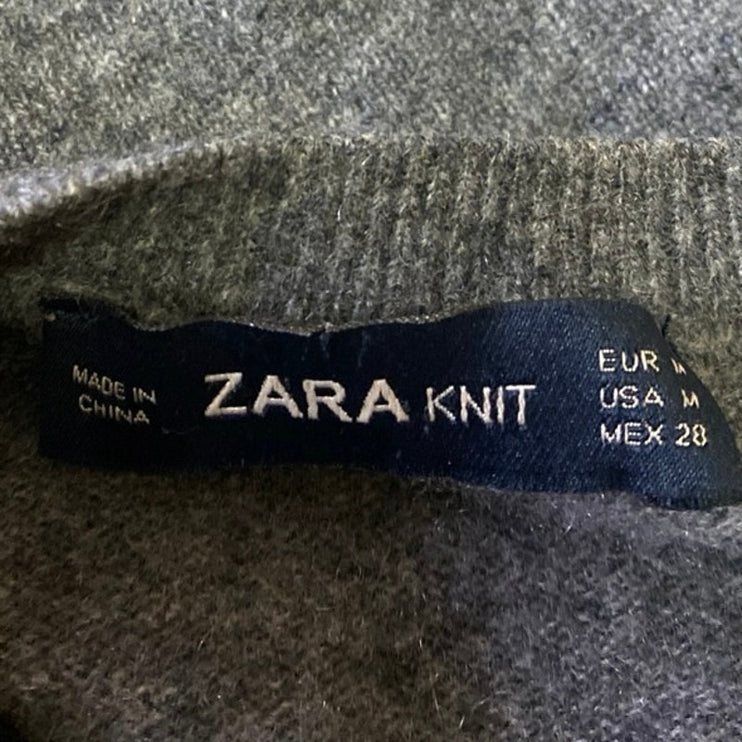 MADE IN
CHINA
ZARA KNIT
EUR M
USA M
MEX 28